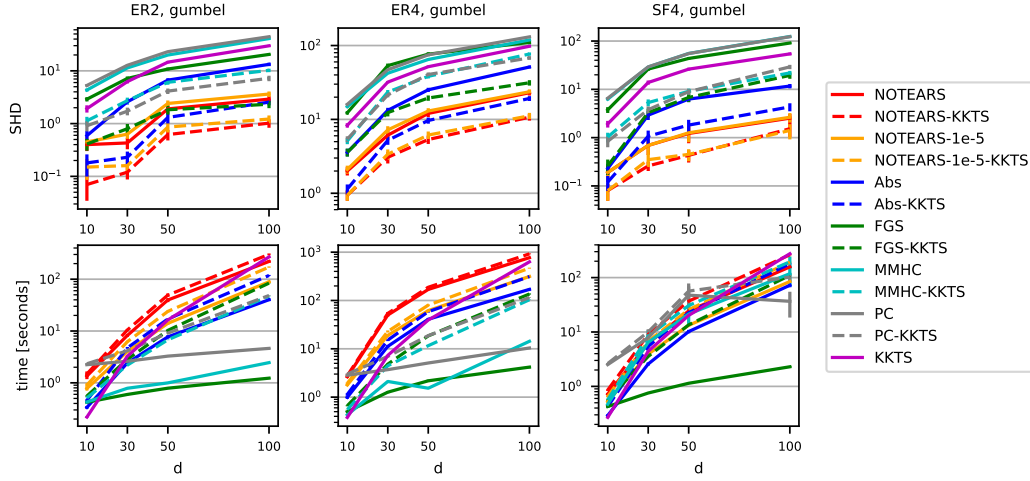 ER2, gumbel
ER4, gumbel
SF4, gumbel
SHD
10¹
10⁻¹
10 30 50 100
10²
10¹
10⁰
10 30 50 100
10²
10¹
10⁰
10⁻¹
10 30 50 100
time [seconds]
10²
10¹
10⁰
10 30 50 100
d
10³
10²
10¹
10⁰
10 30 50 100
d
10²
10¹
10⁰
10 30 50 100
d
NOTEARS
NOTEARS-KKTS
NOTEARS-1e-5
NOTEARS-1e-5-KKTS
Abs
Abs-KKTS
FGS
FGS-KKTS
MMHC
MMHC-KKTS
PC
PC-KKTS
KKTS